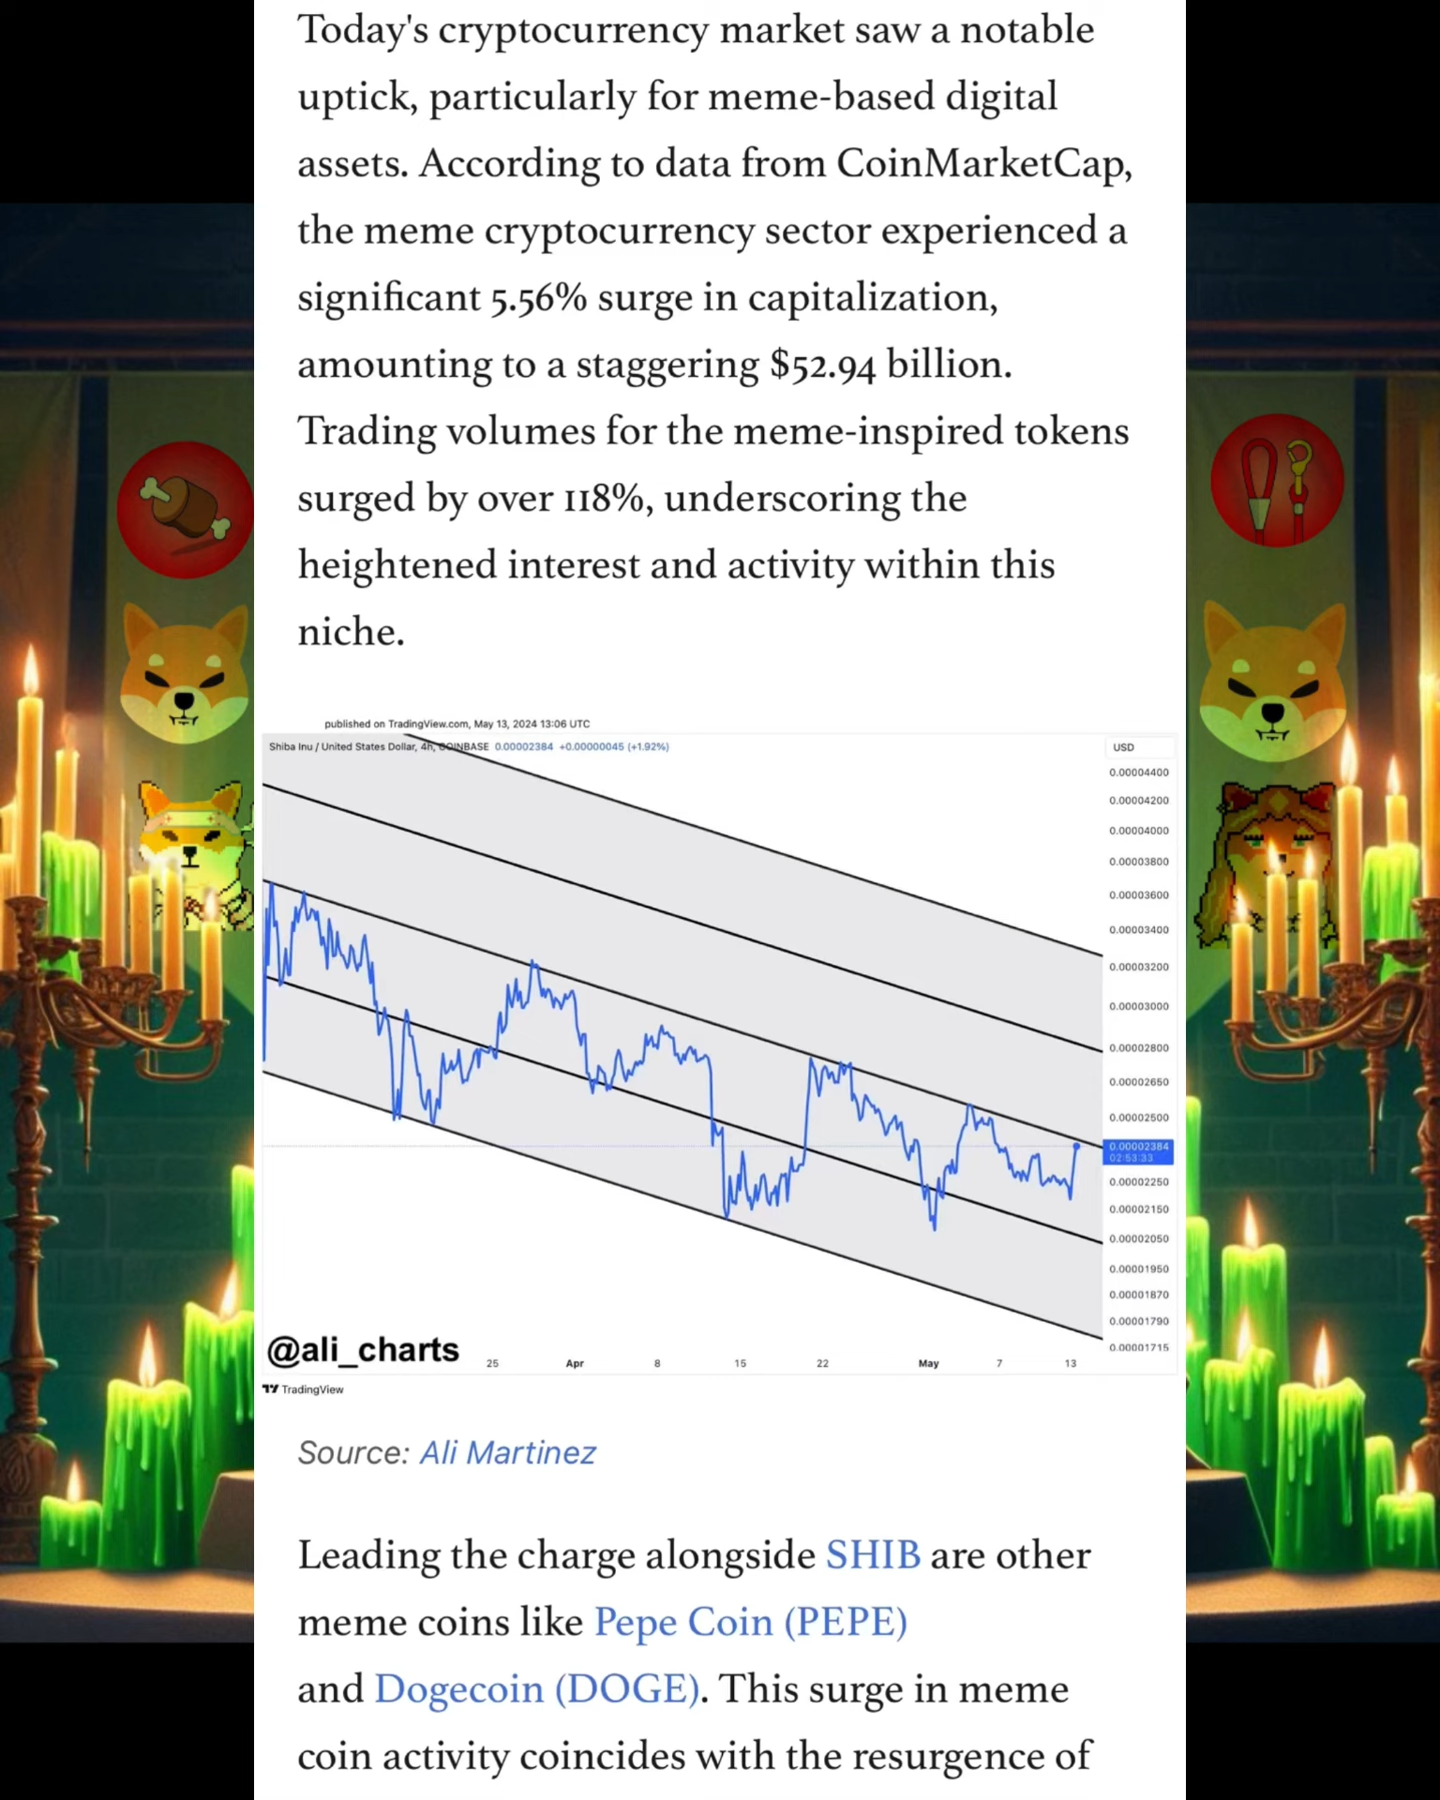 Today's cryptocurrency market saw a notable
uptick, particularly for meme-based digital
assets. According to data from CoinMarketCap,
the meme cryptocurrency sector experienced a
significant 5.56% surge in capitalization,
amounting to a staggering $52.94 billion.
Trading volumes for the meme-inspired tokens
surged by over 118%, underscoring the
heightened interest and activity within this
niche.
published on TradingView.com, May 13, 2024 13:06 UTC
Shiba Inu / United States Dollar, 4h, COINBASE 0.00002384 +0.00000045 (+1.92%)
USD
0.00004400
0.00004200
0.00004000
0.00003800
0.00003600
0.00003400
0.00003200
0.00003000
0.00002800
0.00002650
0.00002500
0.00002384
02:53:33
0.00002250
0.00002150
0.00002050
0.00001950
0.00001870
0.00001790
0.00001715
@ali_charts
25 Apr 8 15 22 May 7 13
TradingView
Source: Ali Martinez
Leading the charge alongside SHIB are other
meme coins like Pepe Coin (PEPE)
and Dogecoin (DOGE). This surge in meme
coin activity coincides with the resurgence of